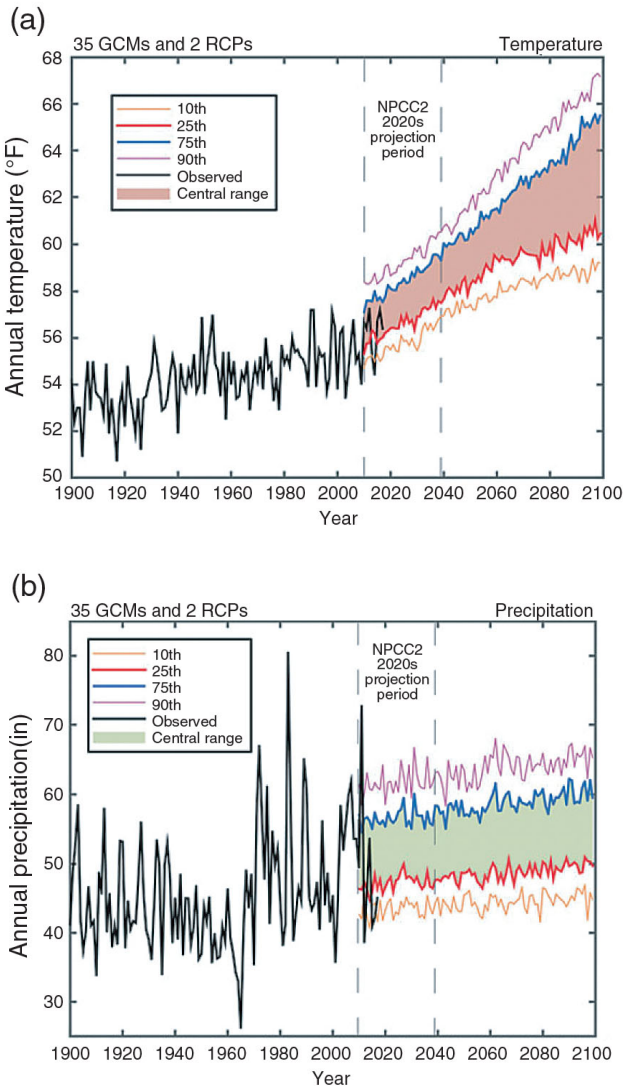 (a)
35 GCMs and 2 RCPs Temperature
68
66
64
62
60
58
56
54
52
50
Annual temperature (°F)
10th
25th
75th
90th
Observed
Central range
NPCC2
2020s
projection
period
1900 1920 1940 1960 1980 2000 2020 2040 2060 2080 2100
Year
(b)
35 GCMs and 2 RCPs Precipitation
80
70
60
50
40
30
Annual precipitation(in)
10th
25th
75th
90th
Observed
Central range
NPCC2
2020s
projection
period
1900 1920 1940 1960 1980 2000 2020 2040 2060 2080 2100
Year